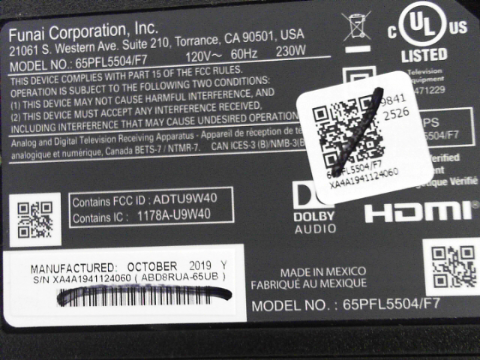 Funai Corporation, Inc.
21061 S. Western Ave. Suite 210, Torrance, CA 90501, USA
MODEL NO.: 65PFL5504/F7 120V~ 60Hz 230W
THIS DEVICE COMPLIES WITH PART 15 OF THE FCC RULES.
OPERATION IS SUBJECT TO THE FOLLOWING TWO CONDITIONS:
(1) THIS DEVICE MAY NOT CAUSE HARMFUL INTERFERENCE, AND
(2) THIS DEVICE MUST ACCEPT ANY INTERFERENCE RECEIVED,
INCLUDING INTERFERENCE THAT MAY CAUSE UNDESIRED OPERATION.
Analog and Digital Television Receiving Apparatus - Appareil de réception de
analogique et numérique, Canada BETS-7 / NTMR-7. CAN ICES-3 (B)/NMB-3(B
c UL US
LISTED
Television
Equipment
471229
9841
2526
65PFL5504/F7
XA4A1941124060
PS
5504/F7
Verified
Vérifié
Contains FCC ID : ADTU9W40
Contains IC : 1178A-U9W40
DOLBY
AUDIO
HDMI
MANUFACTURED: OCTOBER 2019 Y
S/N XA4A1941124060 ( ABD8RUA-65UB )
MADE IN MEXICO
FABRIQUÉ AU MEXIQUE
MODEL NO. : 65PFL5504/F7